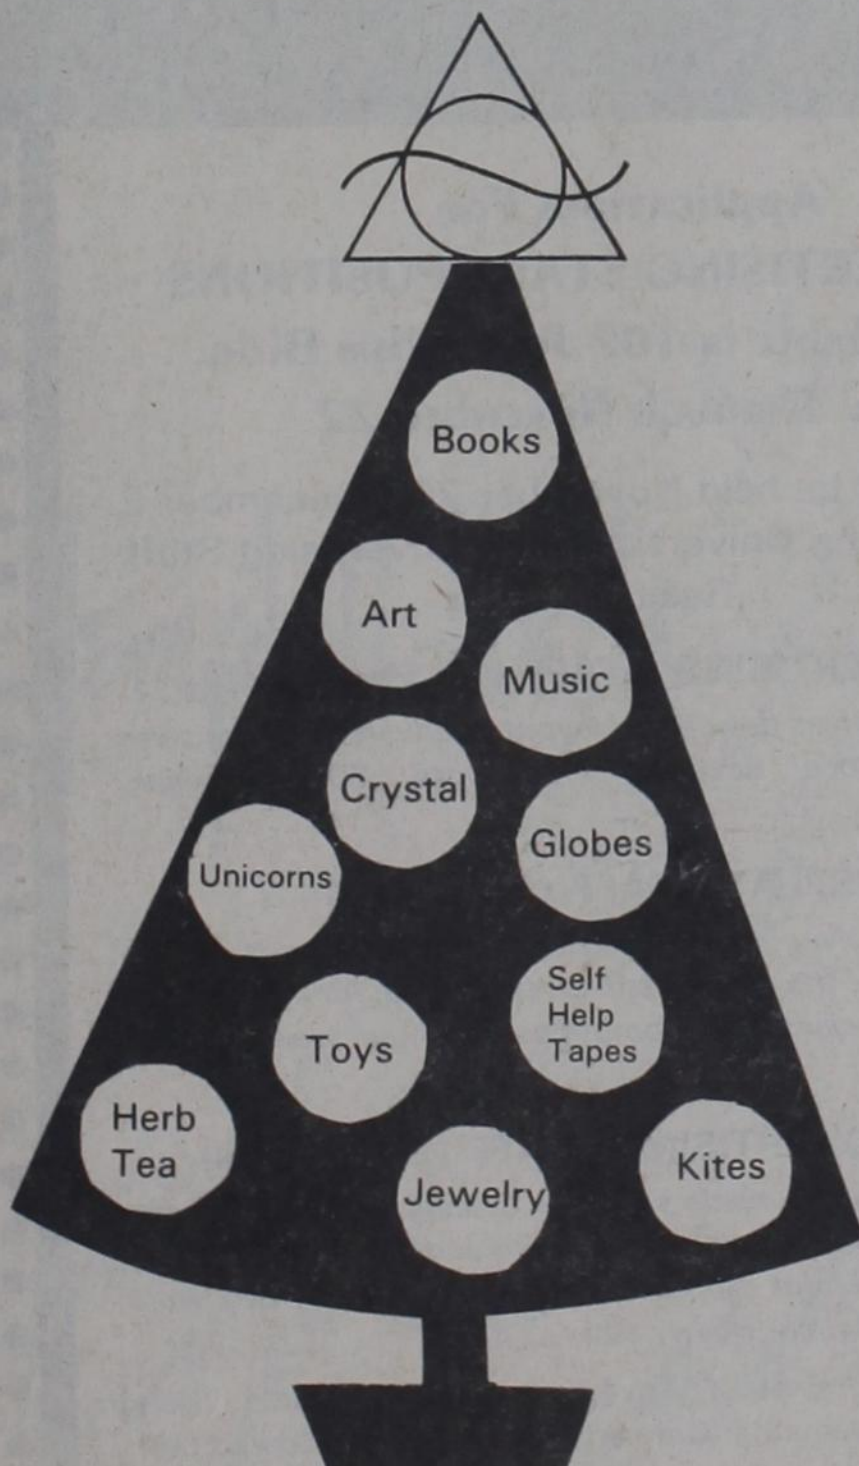 Books
Art
Music
Crystal
Globes
Unicorns
Self
Help
Tapes
Toys
Herb
Tea
Kites
Jewelry